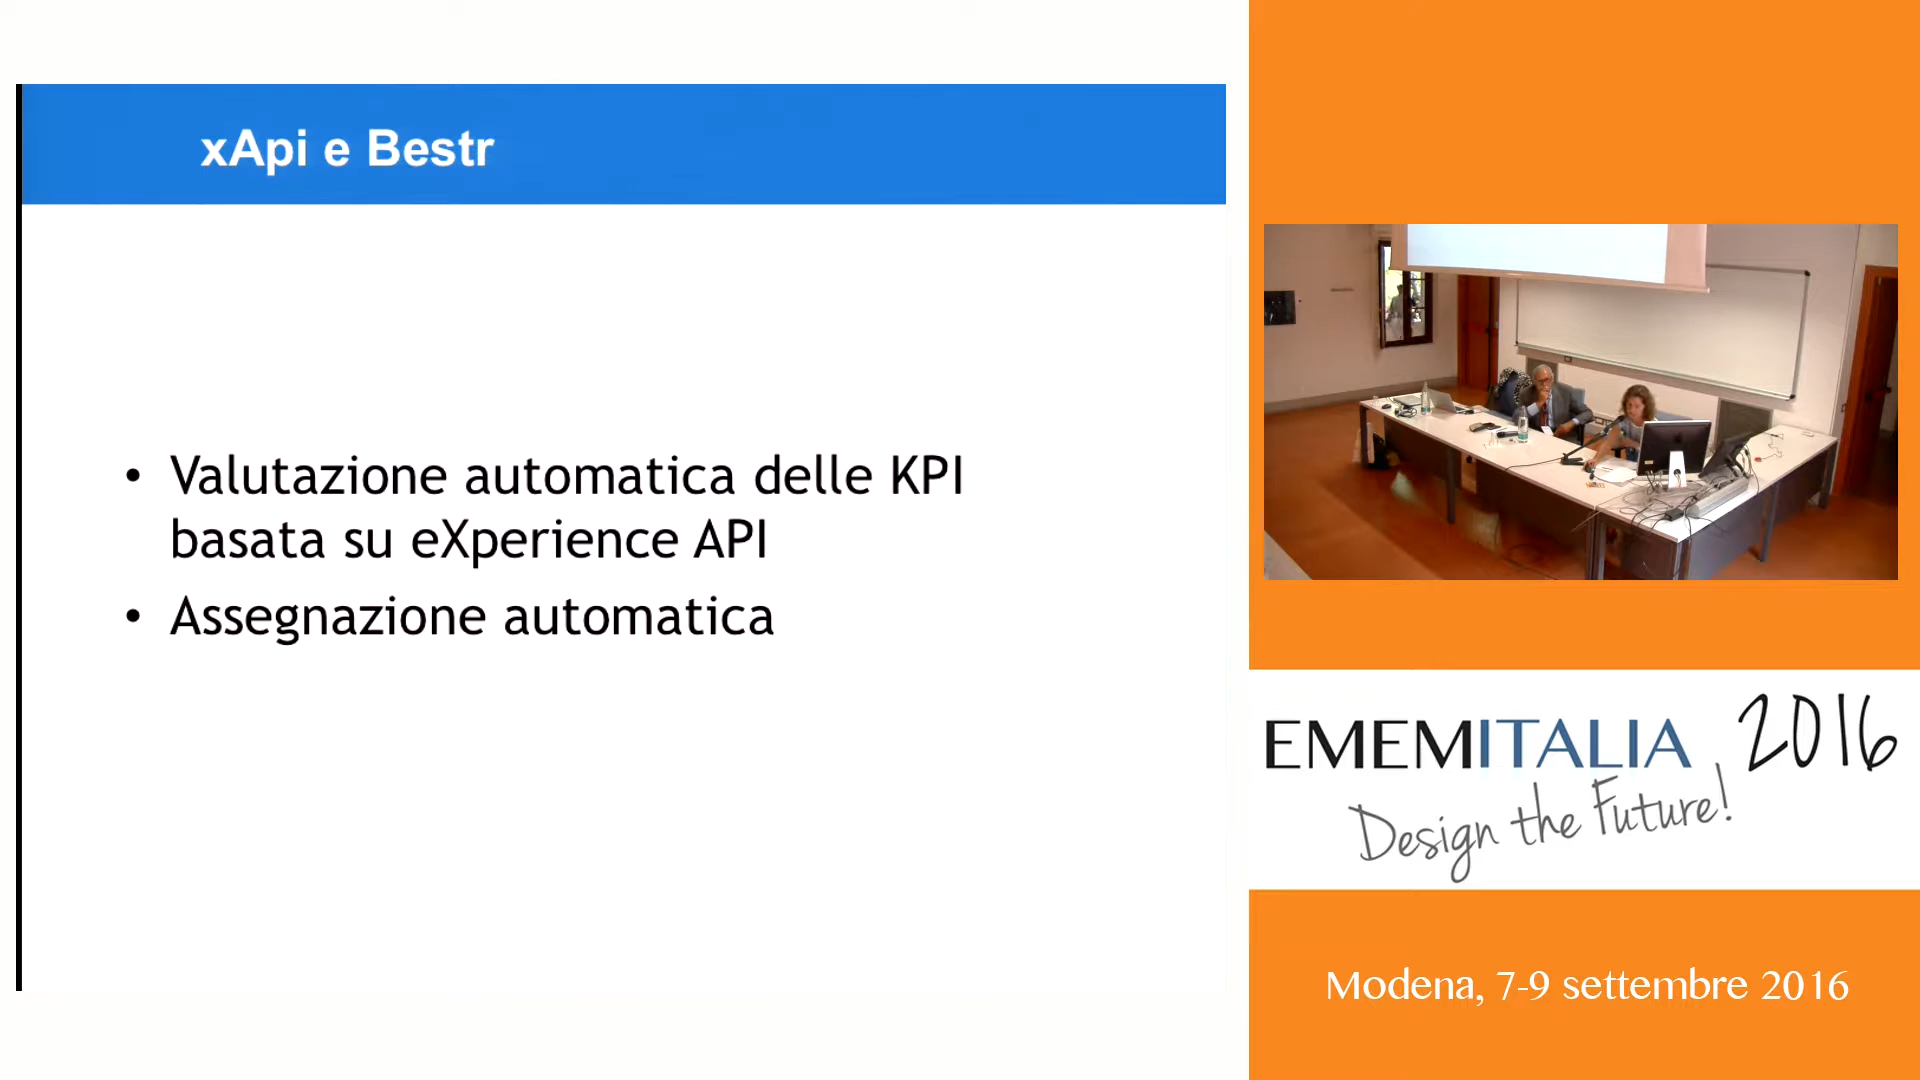 xApi e Bestr
• Valutazione automatica delle KPI
basata su eXperience API
• Assegnazione automatica
EMEMITALIA 2016
Design the Future!
Modena, 7-9 settembre 2016